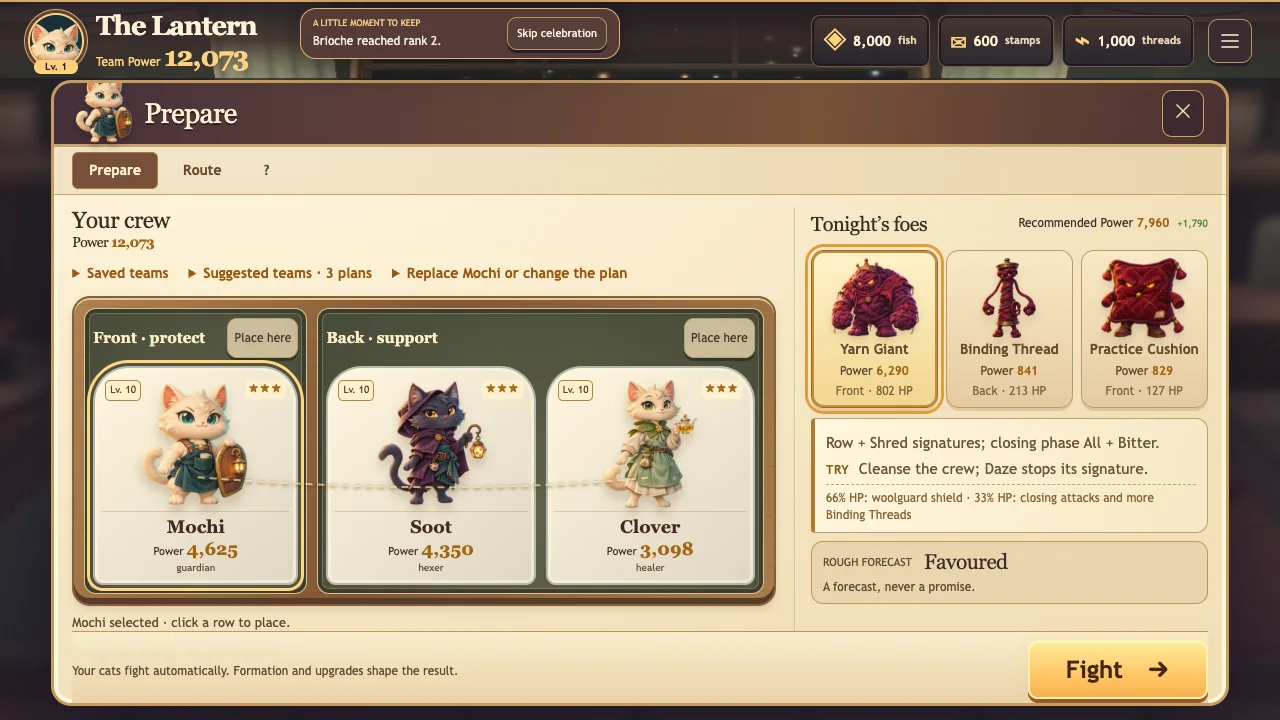 The Lantern
Lv. 1
Team Power 12,073
A LITTLE MOMENT TO KEEP
Brioche reached rank 2.
Skip celebration
8,000 fish
600 stamps
1,000 threads
Prepare
Prepare
Route
?
Your crew
Power 12,073
Saved teams
Suggested teams · 3 plans
Replace Mochi or change the plan
Front · protect
Place here
Back · support
Place here
Lv. 10
Mochi
Power 4,625
guardian
Lv. 10
Soot
Power 4,350
hexer
Lv. 10
Clover
Power 3,098
healer
Mochi selected · click a row to place.
Tonight's foes
Recommended Power 7,960 +1,790
Yarn Giant
Power 6,290
Front · 802 HP
Binding Thread
Power 841
Back · 213 HP
Practice Cushion
Power 829
Front · 127 HP
Row + Shred signatures; closing phase All + Bitter.
TRY Cleanse the crew; Daze stops its signature.
66% HP: woolguard shield · 33% HP: closing attacks and more
Binding Threads
ROUGH FORECAST Favoured
A forecast, never a promise.
Your cats fight automatically. Formation and upgrades shape the result.
Fight →